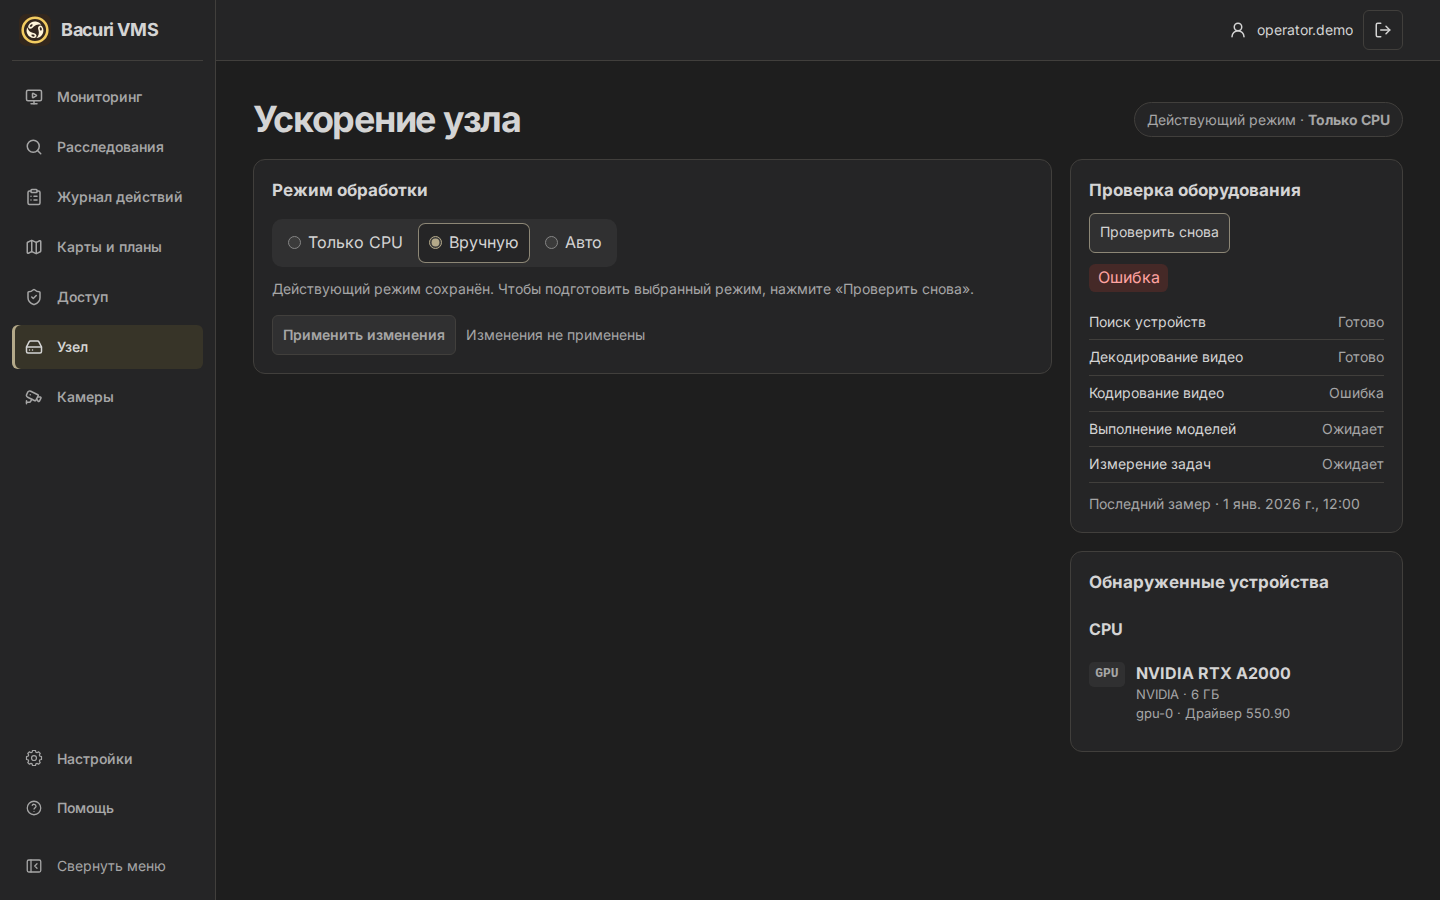 Bacuri VMS
operator.demo
Мониторинг
Расследования
Журнал действий
Карты и планы
Доступ
Узел
Камеры
Настройки
Помощь
Свернуть меню
Ускорение узла
Действующий режим · Только CPU
Режим обработки
Только CPU
Вручную
Авто
Действующий режим сохранён. Чтобы подготовить выбранный режим, нажмите «Проверить снова».
Применить изменения
Изменения не применены
Проверка оборудования
Проверить снова
Ошибка
Поиск устройств Готово
Декодирование видео Готово
Кодирование видео Ошибка
Выполнение моделей Ожидает
Измерение задач Ожидает
Последний замер · 1 янв. 2026 г., 12:00
Обнаруженные устройства
CPU
GPU NVIDIA RTX A2000
NVIDIA · 6 ГБ
gpu-0 · Драйвер 550.90